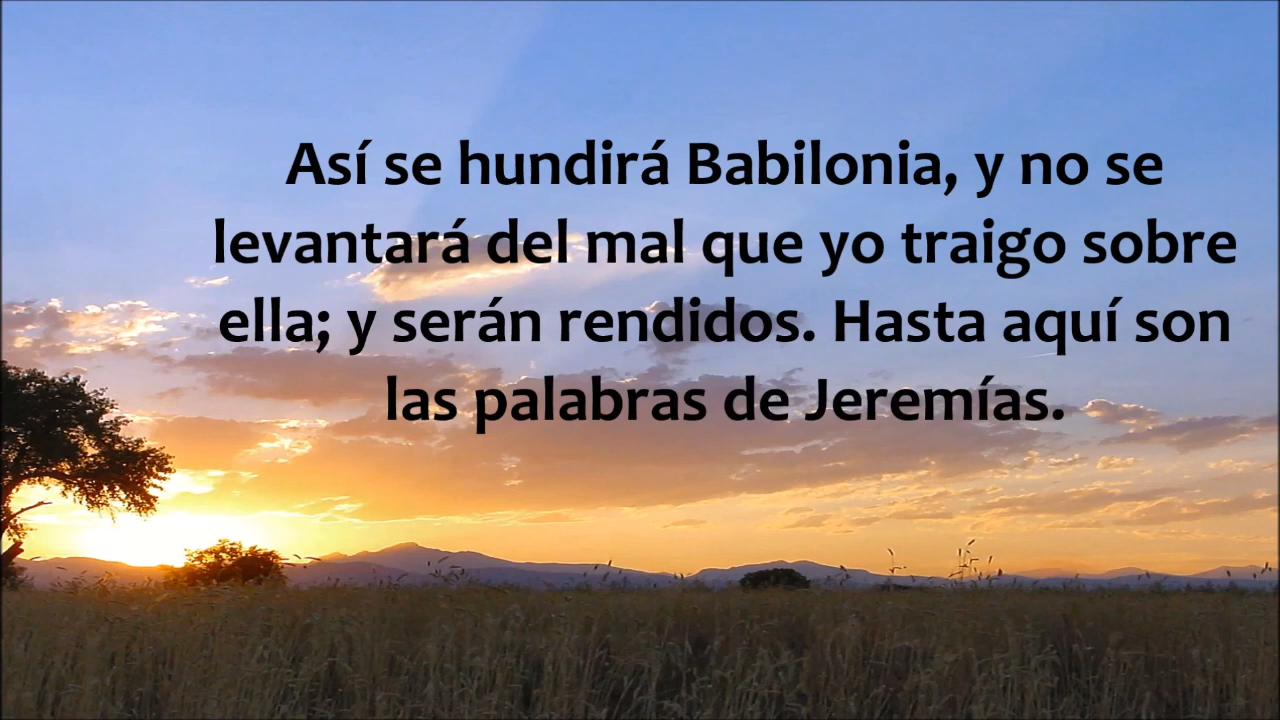 Así se hundirá Babilonia, y no se
levantará del mal que yo traigo sobre
ella; y serán rendidos. Hasta aquí son
las palabras de Jeremías.